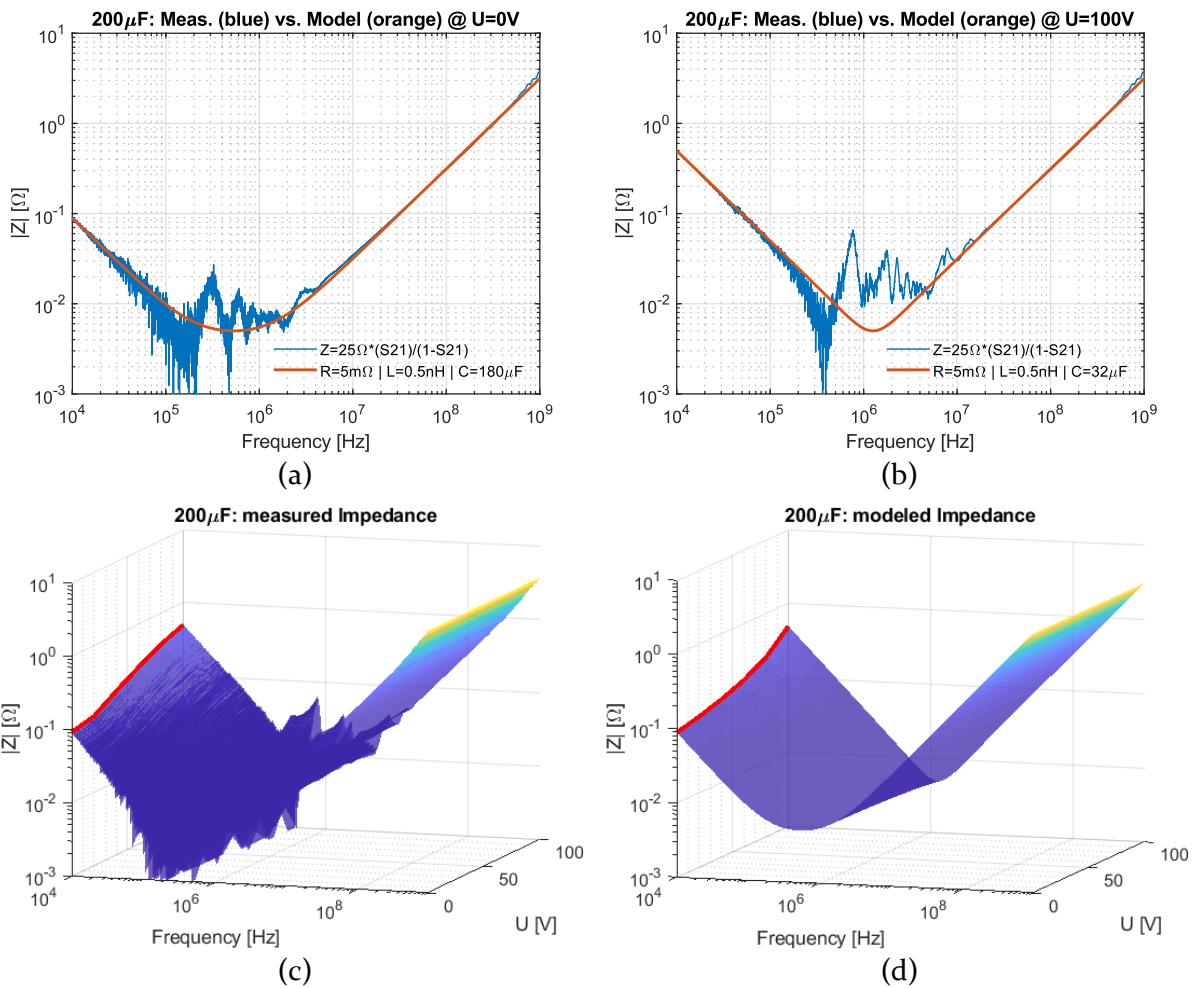 200μF: Meas. (blue) vs. Model (orange) @ U=0V
|Z| [Ω]
10^1
10^0
10^-1
10^-2
10^-3
Z=25Ω*(S21)/(1-S21)
R=5mΩ | L=0.5nH | C=180μF
10^4 10^5 10^6 10^7 10^8 10^9
Frequency [Hz]
(a)
200μF: Meas. (blue) vs. Model (orange) @ U=100V
|Z| [Ω]
10^1
10^0
10^-1
10^-2
10^-3
Z=25Ω*(S21)/(1-S21)
R=5mΩ | L=0.5nH | C=32μF
10^4 10^5 10^6 10^7 10^8 10^9
Frequency [Hz]
(b)
200μF: measured Impedance
|Z| [Ω]
10^1
10^0
10^-1
10^-2
10^-3
10^4 10^6 10^8
Frequency [Hz]
0 50 100
U [V]
(c)
200μF: modeled Impedance
|Z| [Ω]
10^1
10^0
10^-1
10^-2
10^-3
10^4 10^6 10^8
Frequency [Hz]
0 50 100
U [V]
(d)